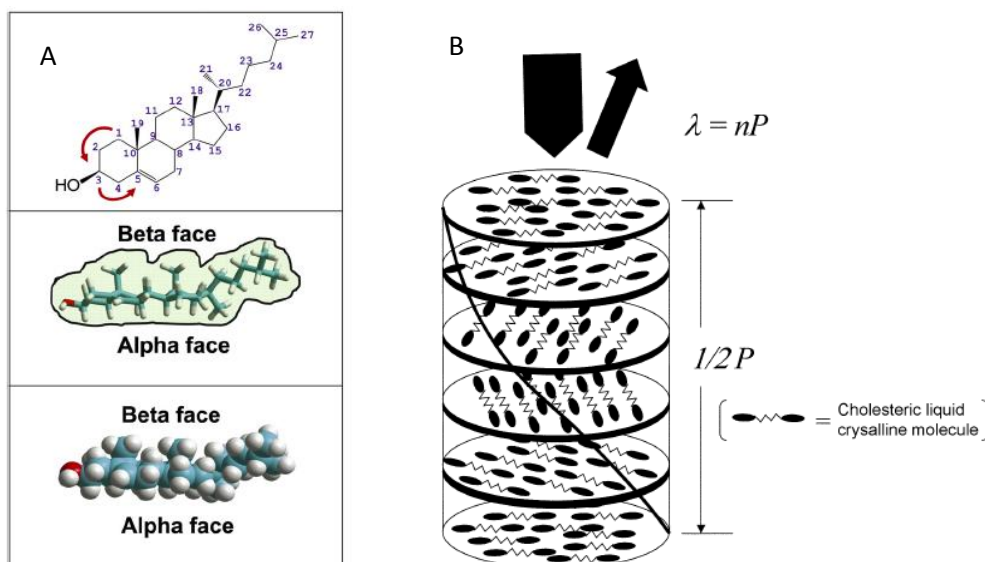 A
26
25
27
21
23
24
20
22
18
12
17
11
13
16
19
1
9
14
15
2
10
8
HO
3
4
5
7
6
Beta face
Alpha face
Beta face
Alpha face
B
λ = nP
1/2 P
= Cholesteric liquid
crysalline molecule